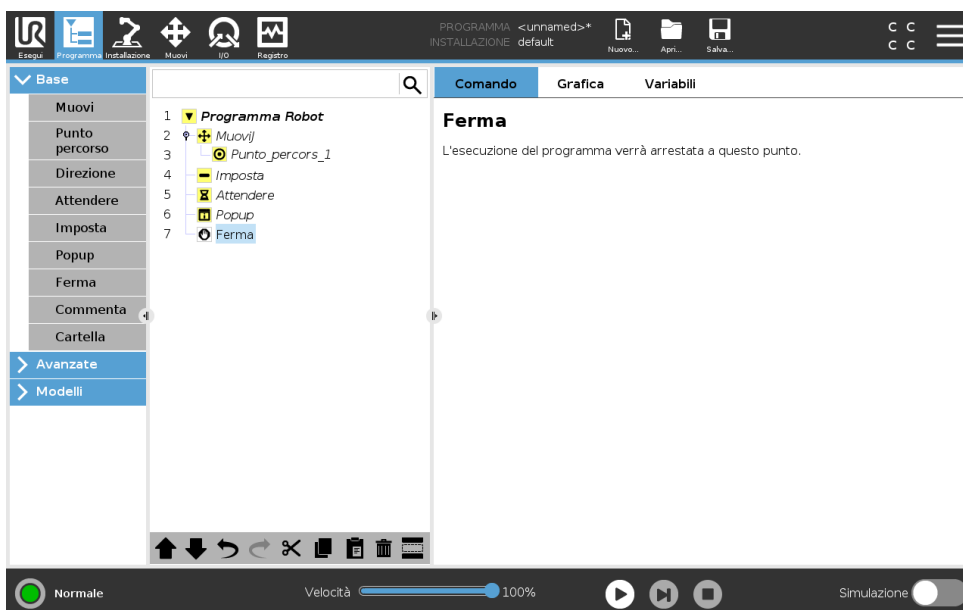 UR
Esegui
Programma
Installazione
Muovi
I/O
Registro
PROGRAMMA <unnamed>*
INSTALLAZIONE default
Nuovo...
Apri...
Salva...
C C
C C
Base
Muovi
Punto
percorso
Direzione
Attendere
Imposta
Popup
Ferma
Commenta
Cartella
Avanzate
Modelli
1 Programma Robot
2 MuoviJ
3 Punto_percors_1
4 Imposta
5 Attendere
6 Popup
7 Ferma
Comando Grafica Variabili
Ferma
L'esecuzione del programma verrà arrestata a questo punto.
Normale
Velocità 100%
Simulazione